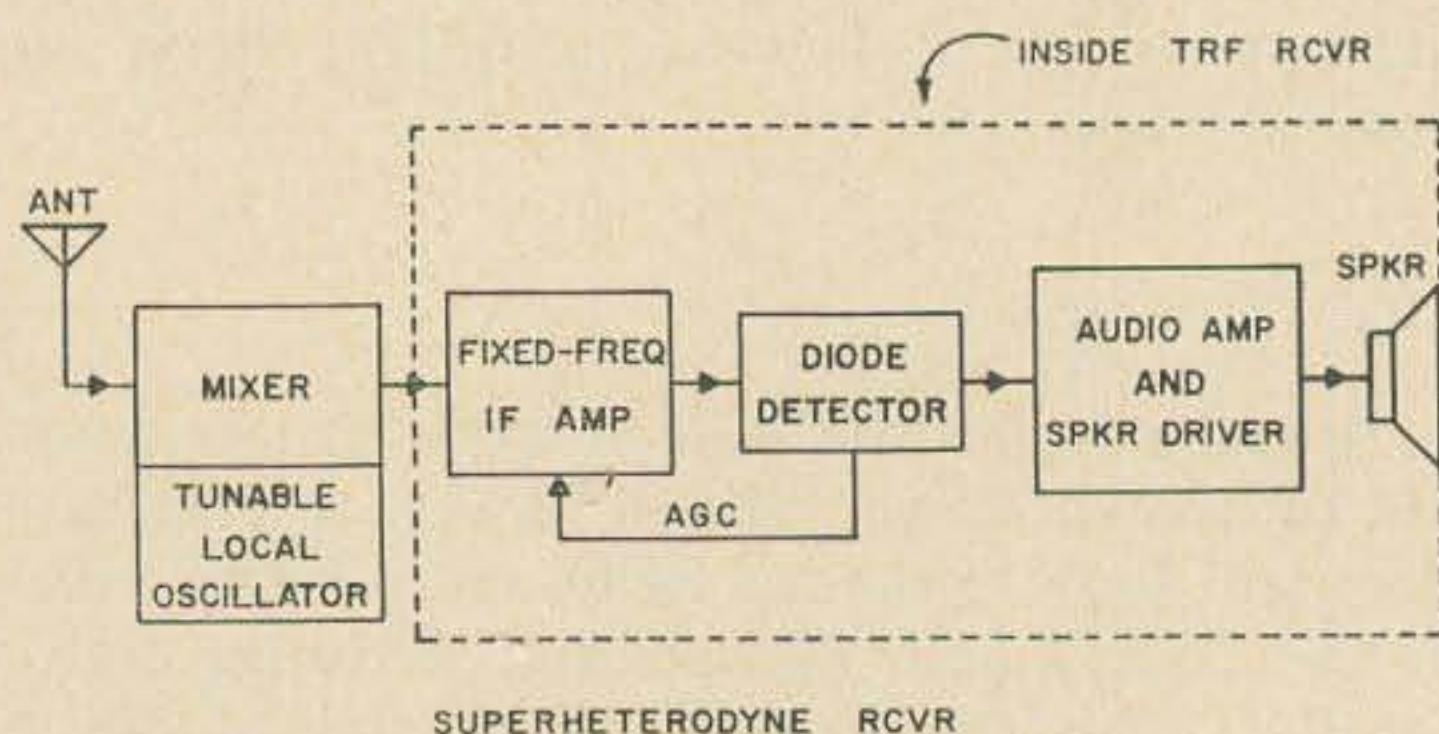 INSIDE TRF RCVR
ANT
SPKR
MIXER
TUNABLE
LOCAL
OSCILLATOR
FIXED-FREQ
IF AMP
DIODE
DETECTOR
AGC
AUDIO AMP
AND
SPKR DRIVER
SUPERHETERODYNE RCVR